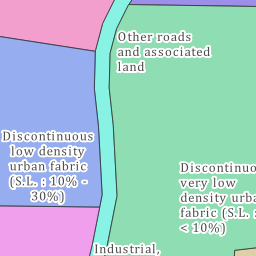 Other roads
and associated
land
Discontinuous
low density
urban fabric
(S.L. : 10% -
30%)
Discontinuo
very low
density urba
fabric (S.L. :
< 10%)
Industrial,